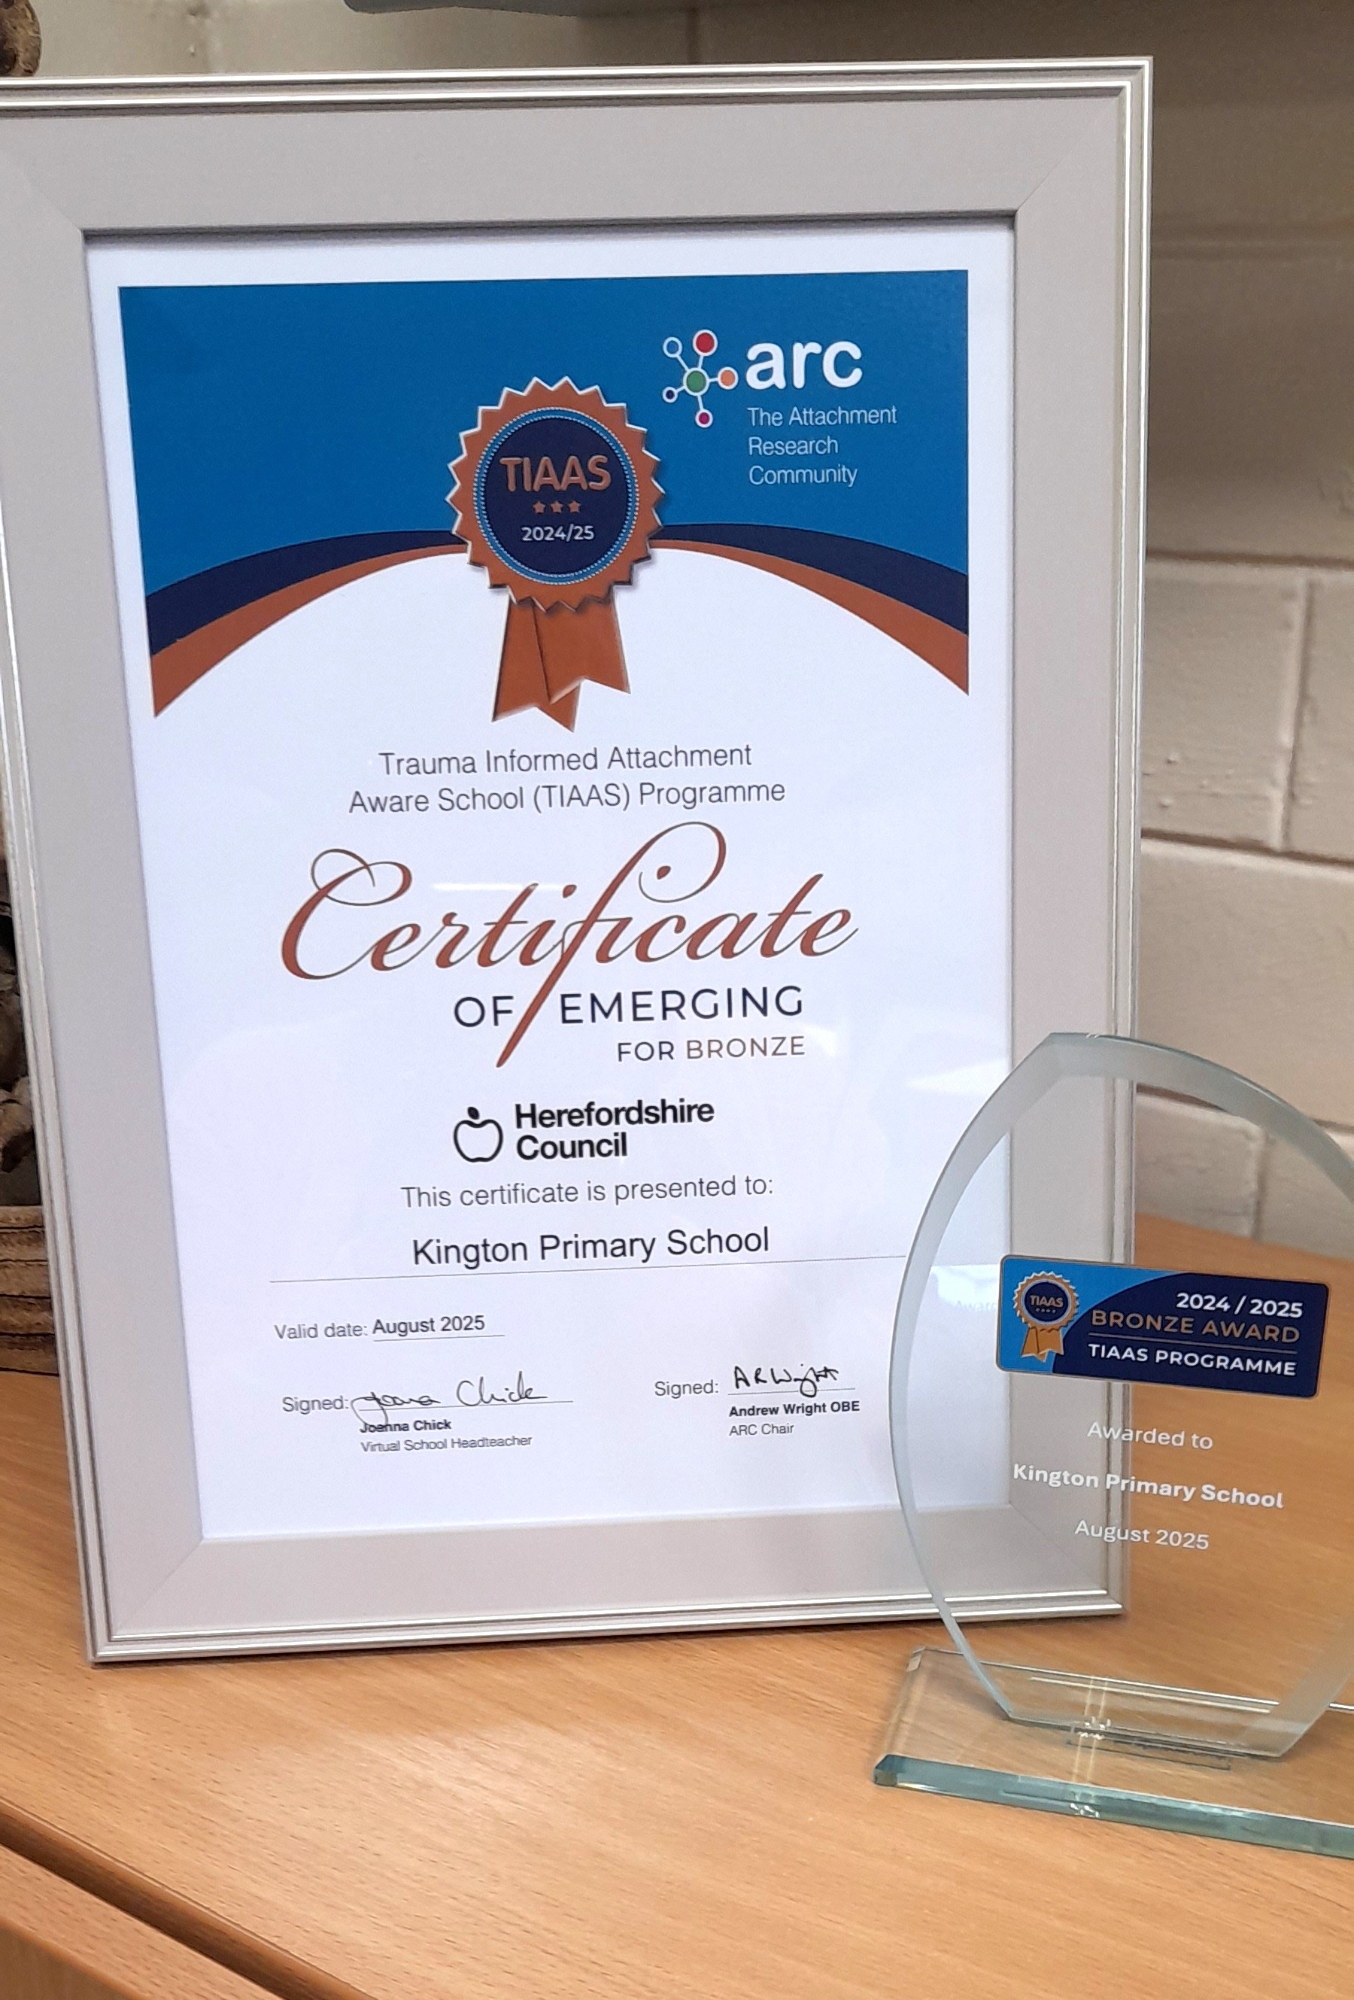 arc
The Attachment
Research
Community
TIAAS
2024/25
Trauma Informed Attachment
Aware School (TIAAS) Programme
Certificate
OF EMERGING
FOR BRONZE
Herefordshire
Council
This certificate is presented to:
Kington Primary School
Valid date: August 2025
Signed: Joanna Chick
Joanna Chick
Virtual School Headteacher
Signed: A R Wright
Andrew Wright OBE
ARC Chair
TIAAS
2024 / 2025
BRONZE AWARD
TIAAS PROGRAMME
Awarded to
Kington Primary School
August 2025